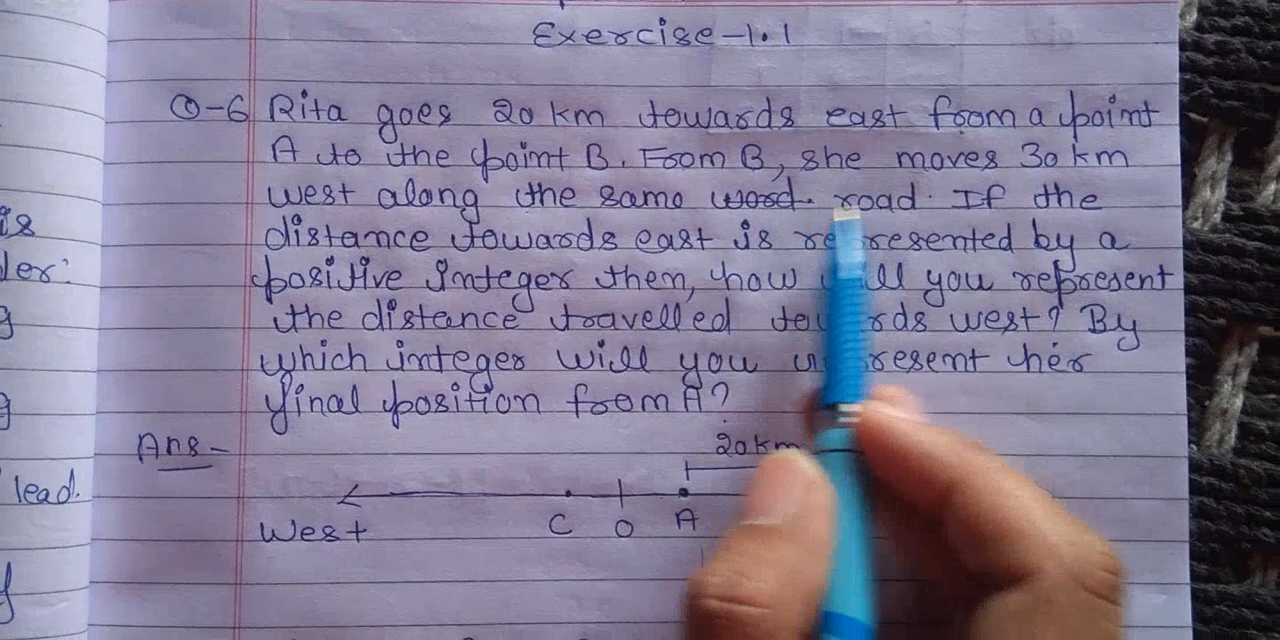 Exercise-1.1
Q-6 Rita goes 20 km towards east from a point
A to the point B. From B, she moves 30 km
west along the same word. road. If the
distance towards east is represented by a
positive integer then, how will you represent
the distance travelled towards west? By
which integer will you represent her
final position from A?
Ans-
20km
West C O A
is
der:
g
g
lead.